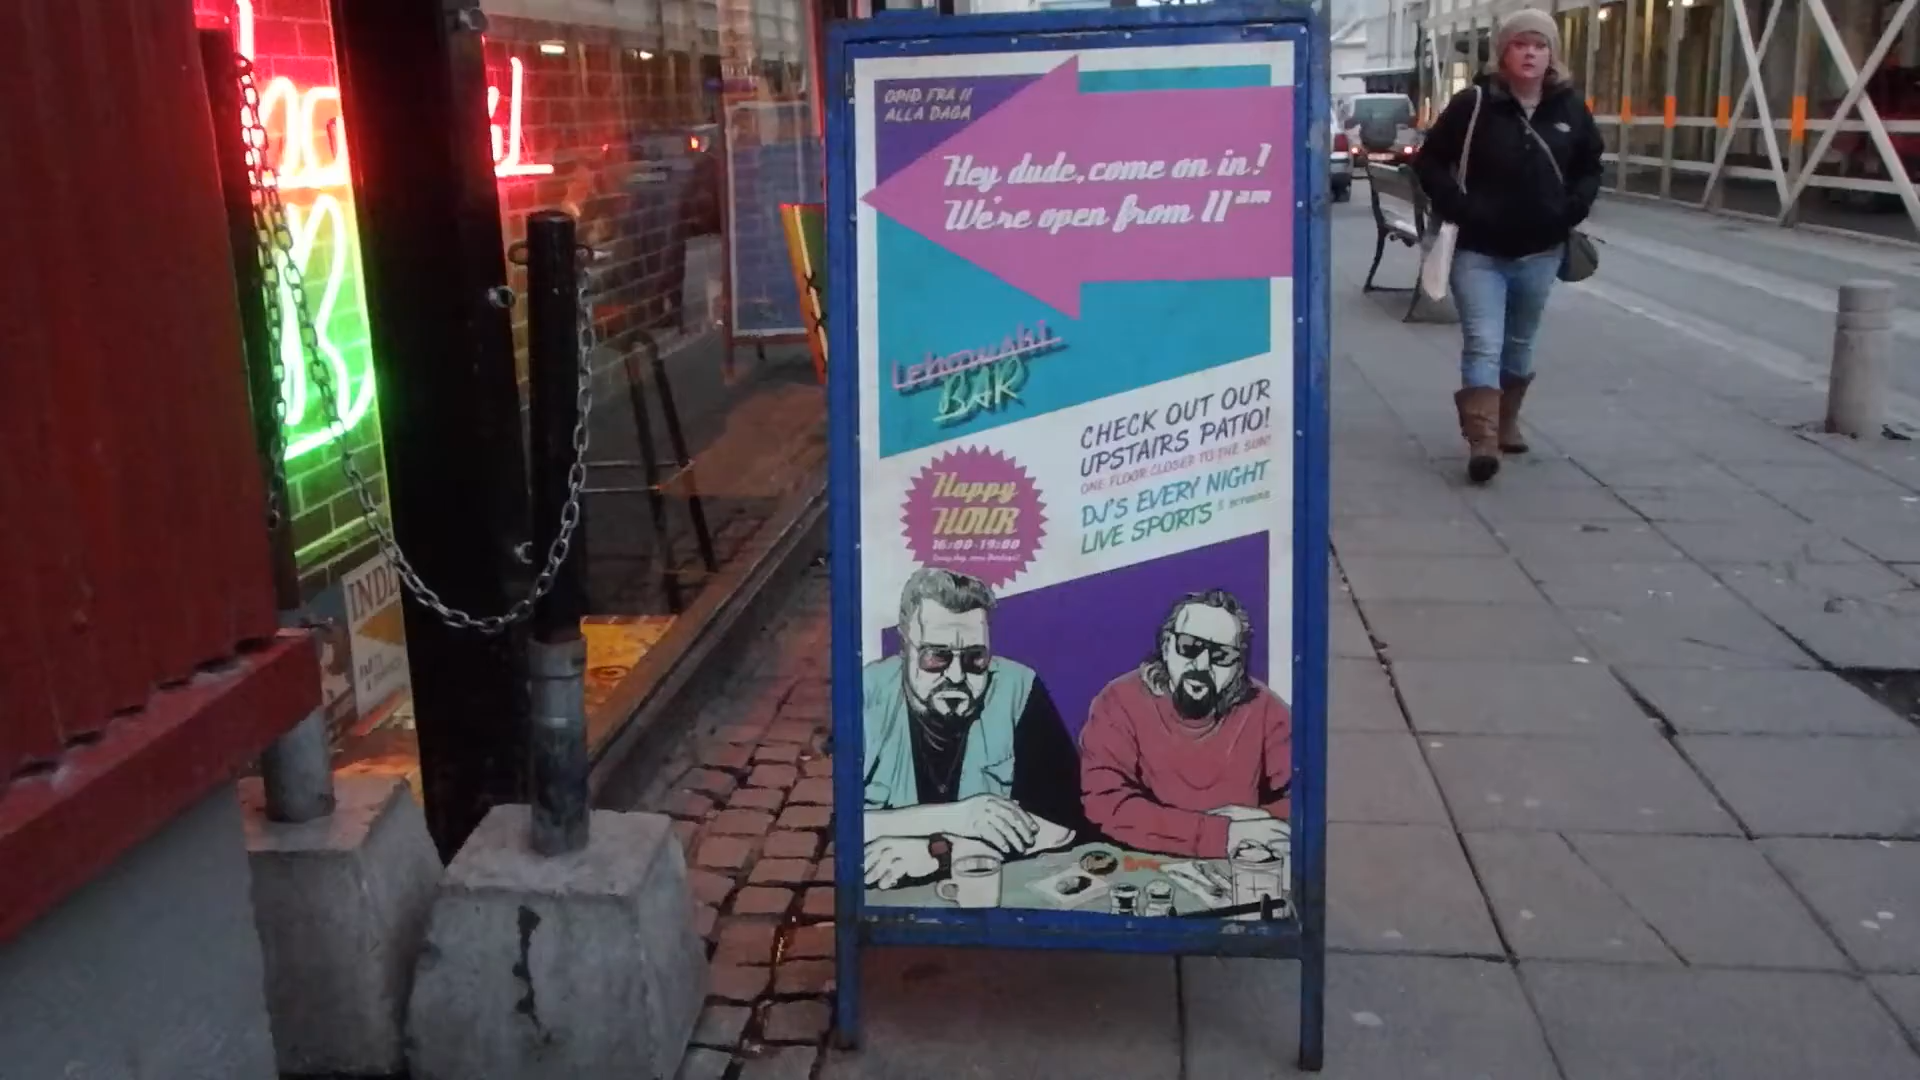 OPIÐ FRÁ 11
ALLA DAGA
Hey dude, come on in!
We're open from 11am
Lebowski
BAR
CHECK OUT OUR
UPSTAIRS PATIO!
ONE FLOOR CLOSER TO THE SUN!
DJ'S EVERY NIGHT
LIVE SPORTS
Happy
HOUR
16:00-19:00